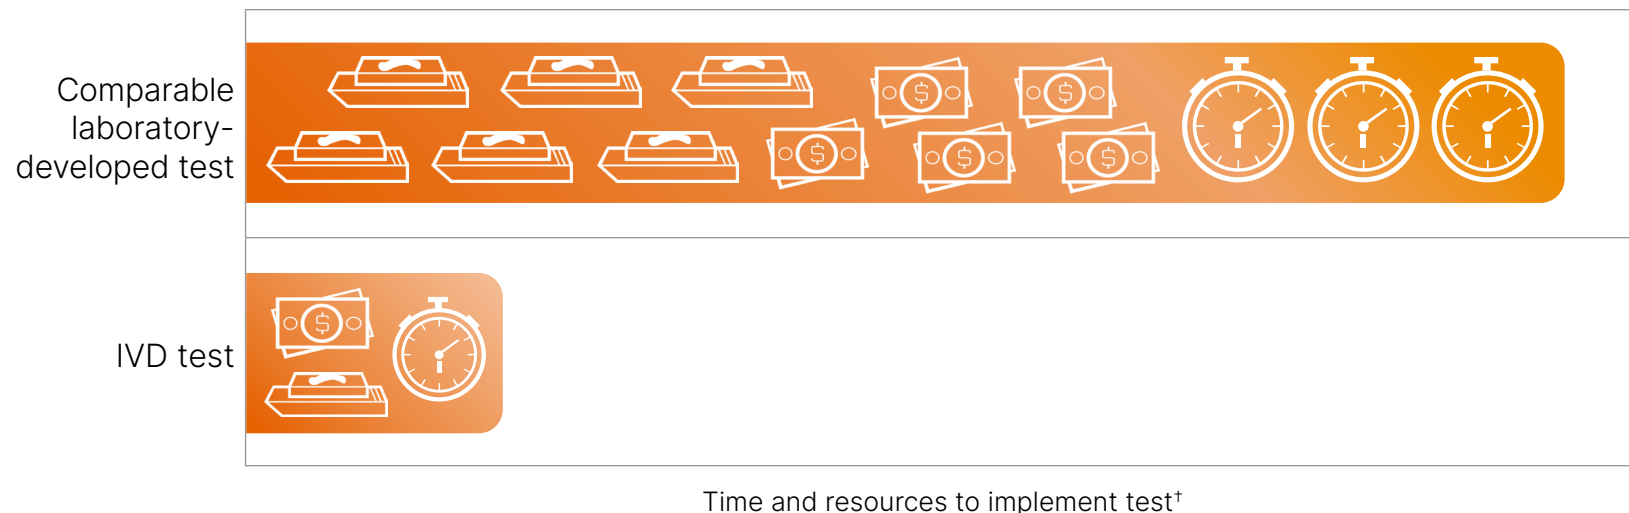 Comparable
laboratory-
developed test
IVD test
Time and resources to implement test†